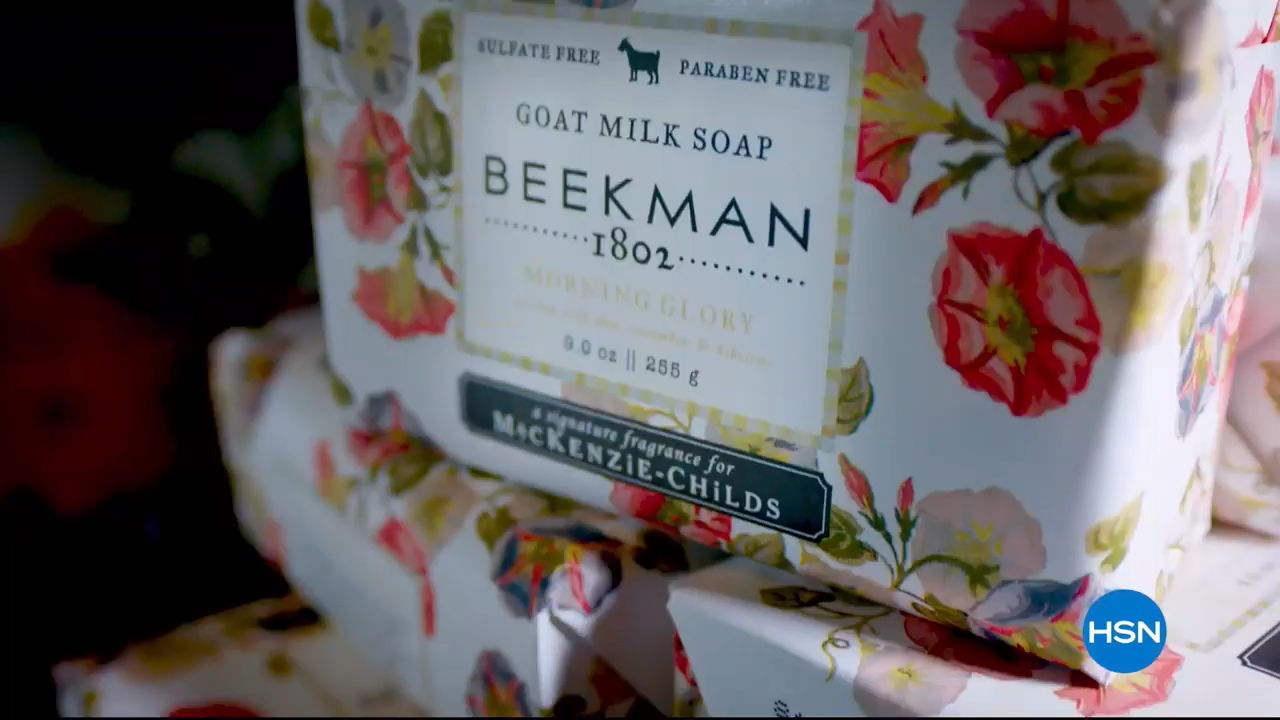 SULFATE FREE PARABEN FREE
GOAT MILK SOAP
BEEKMAN
1802
MORNING GLORY
9.0 oz || 255 g
a signature fragrance for
MacKENZiE-CHiLDS
HSN